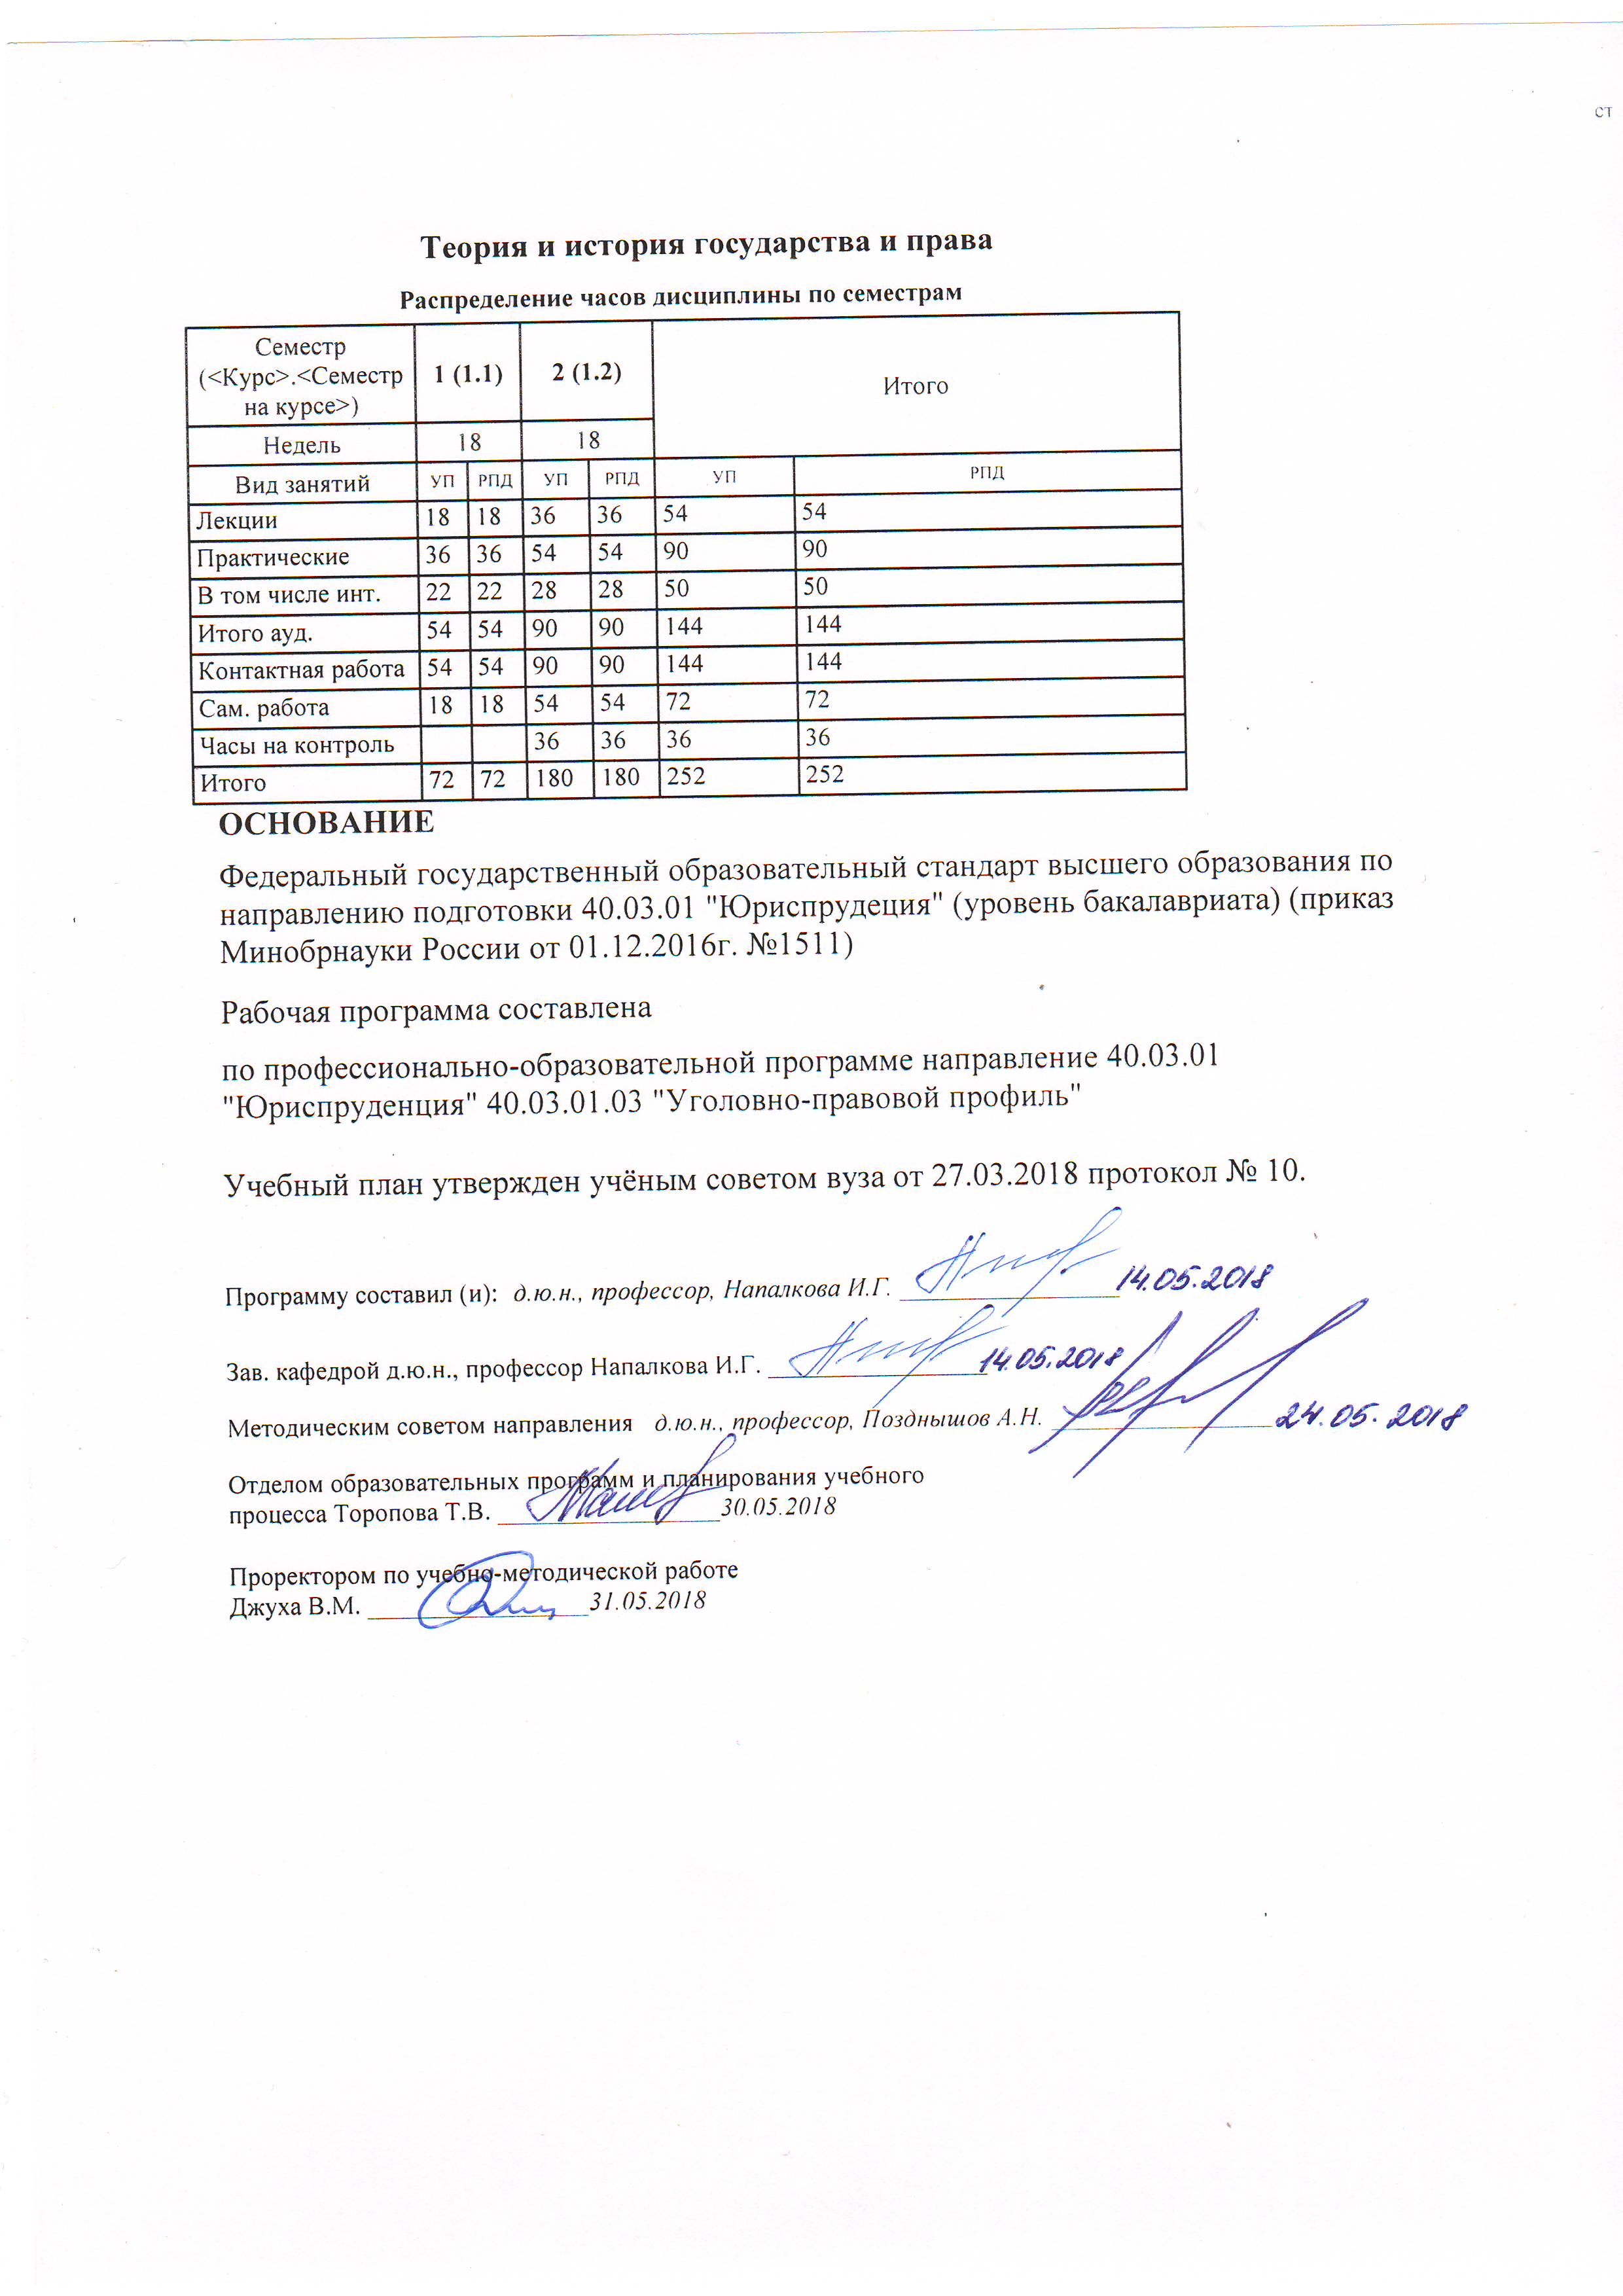 ст
Теория и история государства и права
Распределение часов дисциплины по семестрам
Семестр
(<Курс>.<Семестр
на курсе>)
1 (1.1) 2 (1.2) Итого
Недель 18 18
Вид занятий УП РПД УП РПД УП РПД
Лекции 18 18 36 36 54 54
Практические 36 36 54 54 90 90
В том числе инт. 22 22 28 28 50 50
Итого ауд. 54 54 90 90 144 144
Контактная работа 54 54 90 90 144 144
Сам. работа 18 18 54 54 72 72
Часы на контроль 36 36 36 36
Итого 72 72 180 180 252 252
ОСНОВАНИЕ
Федеральный государственный образовательный стандарт высшего образования по
направлению подготовки 40.03.01 "Юриспрудеция" (уровень бакалавриата) (приказ
Минобрнауки России от 01.12.2016г. №1511)
Рабочая программа составлена
по профессионально-образовательной программе направление 40.03.01
"Юриспруденция" 40.03.01.03 "Уголовно-правовой профиль"
Учебный план утвержден учёным советом вуза от 27.03.2018 протокол № 10.
Программу составил (и): д.ю.н., профессор, Напалкова И.Г. 14.05.2018
Зав. кафедрой д.ю.н., профессор Напалкова И.Г. 14.05.2018
Методическим советом направления д.ю.н., профессор, Позднышов А.Н. 24.05.2018
Отделом образовательных программ и планирования учебного
процесса Торопова Т.В. 30.05.2018
Проректором по учебно-методической работе
Джуха В.М. 31.05.2018